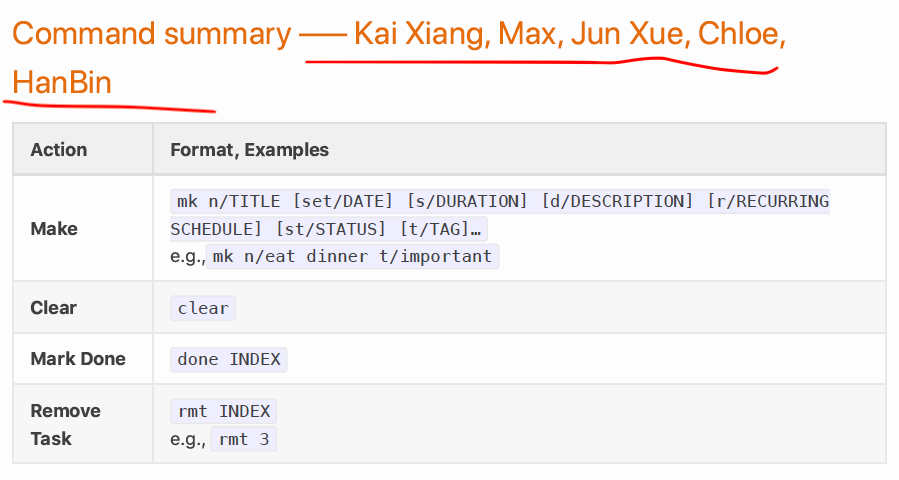 Command summary —— Kai Xiang, Max, Jun Xue, Chloe,
HanBin
Action
Format, Examples
Make
mk n/TITLE [set/DATE] [s/DURATION] [d/DESCRIPTION] [r/RECURRING
SCHEDULE] [st/STATUS] [t/TAG]…
e.g., mk n/eat dinner t/important
Clear
clear
Mark Done
done INDEX
Remove
Task
rmt INDEX
e.g., rmt 3